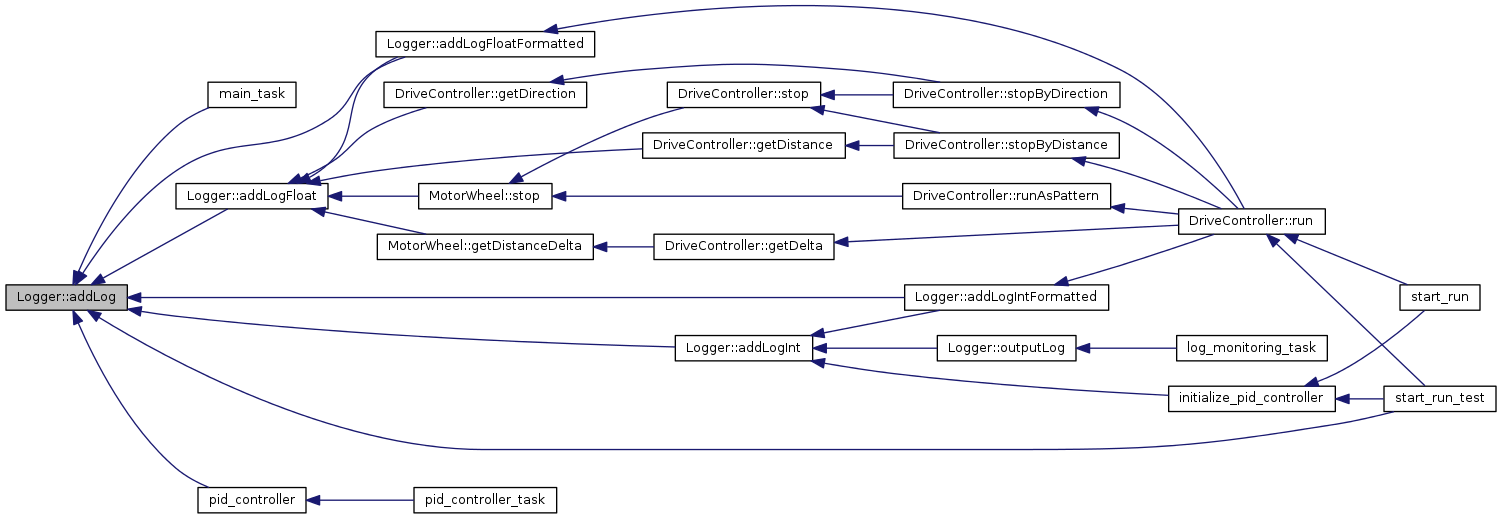 Logger::addLogFloatFormatted
main_task
DriveController::getDirection
DriveController::stop
DriveController::stopByDirection
DriveController::getDistance
DriveController::stopByDistance
Logger::addLogFloat
MotorWheel::stop
DriveController::runAsPattern
DriveController::run
MotorWheel::getDistanceDelta
DriveController::getDelta
Logger::addLog
Logger::addLogIntFormatted
start_run
Logger::addLogInt
Logger::outputLog
log_monitoring_task
initialize_pid_controller
start_run_test
pid_controller
pid_controller_task